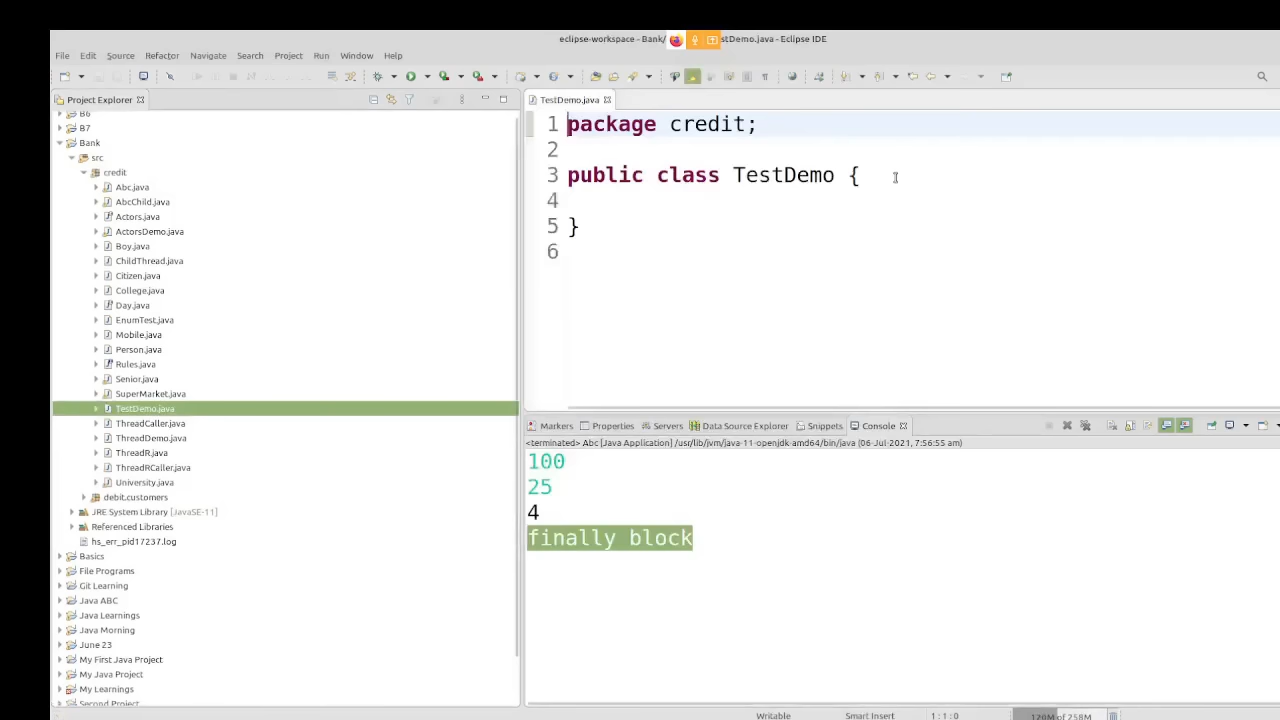 eclipse-workspace - Bank/ stDemo.java - Eclipse IDE
File Edit Source Refactor Navigate Search Project Run Window Help
Project Explorer
B6
B7
Bank
src
credit
Abc.java
AbcChild.java
Actors.java
ActorsDemo.java
Boy.java
ChildThread.java
Citizen.java
College.java
Day.java
EnumTest.java
Mobile.java
Person.java
Rules.java
Senior.java
SuperMarket.java
TestDemo.java
ThreadCaller.java
ThreadDemo.java
ThreadR.java
ThreadRCaller.java
University.java
debit.customers
JRE System Library [JavaSE-11]
Referenced Libraries
hs_err_pid17237.log
Basics
File Programs
Git Learning
Java ABC
Java Learnings
Java Morning
June 23
My First Java Project
My Java Project
My Learnings
Second Project
TestDemo.java
1 package credit;
2
3 public class TestDemo {
4
5 }
6
Markers Properties Servers Data Source Explorer Snippets Console
<terminated> Abc [Java Application] /usr/lib/jvm/java-11-openjdk-amd64/bin/java (06-Jul-2021, 7:56:55 am)
100
25
4
finally block
Writable Smart Insert 1 : 1 : 0 120M of 258M